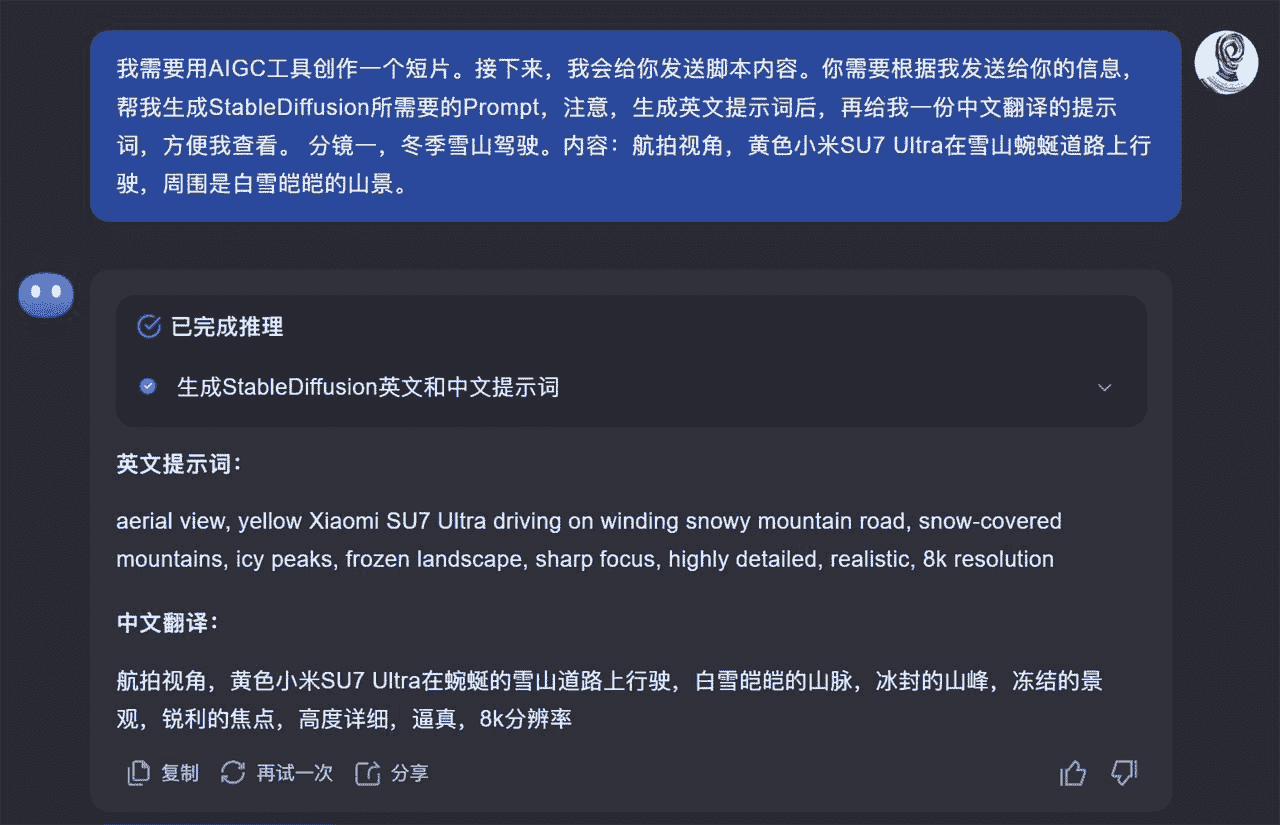 我需要用AIGC工具创作一个短片。接下来，我会给你发送脚本内容。你需要根据我发送给你的信息，
帮我生成StableDiffusion所需要的Prompt，注意，生成英文提示词后，再给我一份中文翻译的提示
词，方便我查看。 分镜一，冬季雪山驾驶。内容：航拍视角，黄色小米SU7 Ultra在雪山蜿蜒道路上行
驶，周围是白雪皑皑的山景。
已完成推理
生成StableDiffusion英文和中文提示词
英文提示词：
aerial view, yellow Xiaomi SU7 Ultra driving on winding snowy mountain road, snow-covered
mountains, icy peaks, frozen landscape, sharp focus, highly detailed, realistic, 8k resolution
中文翻译：
航拍视角，黄色小米SU7 Ultra在蜿蜒的雪山道路上行驶，白雪皑皑的山脉，冰封的山峰，冻结的景
观，锐利的焦点，高度详细，逼真，8k分辨率
复制 再试一次 分享